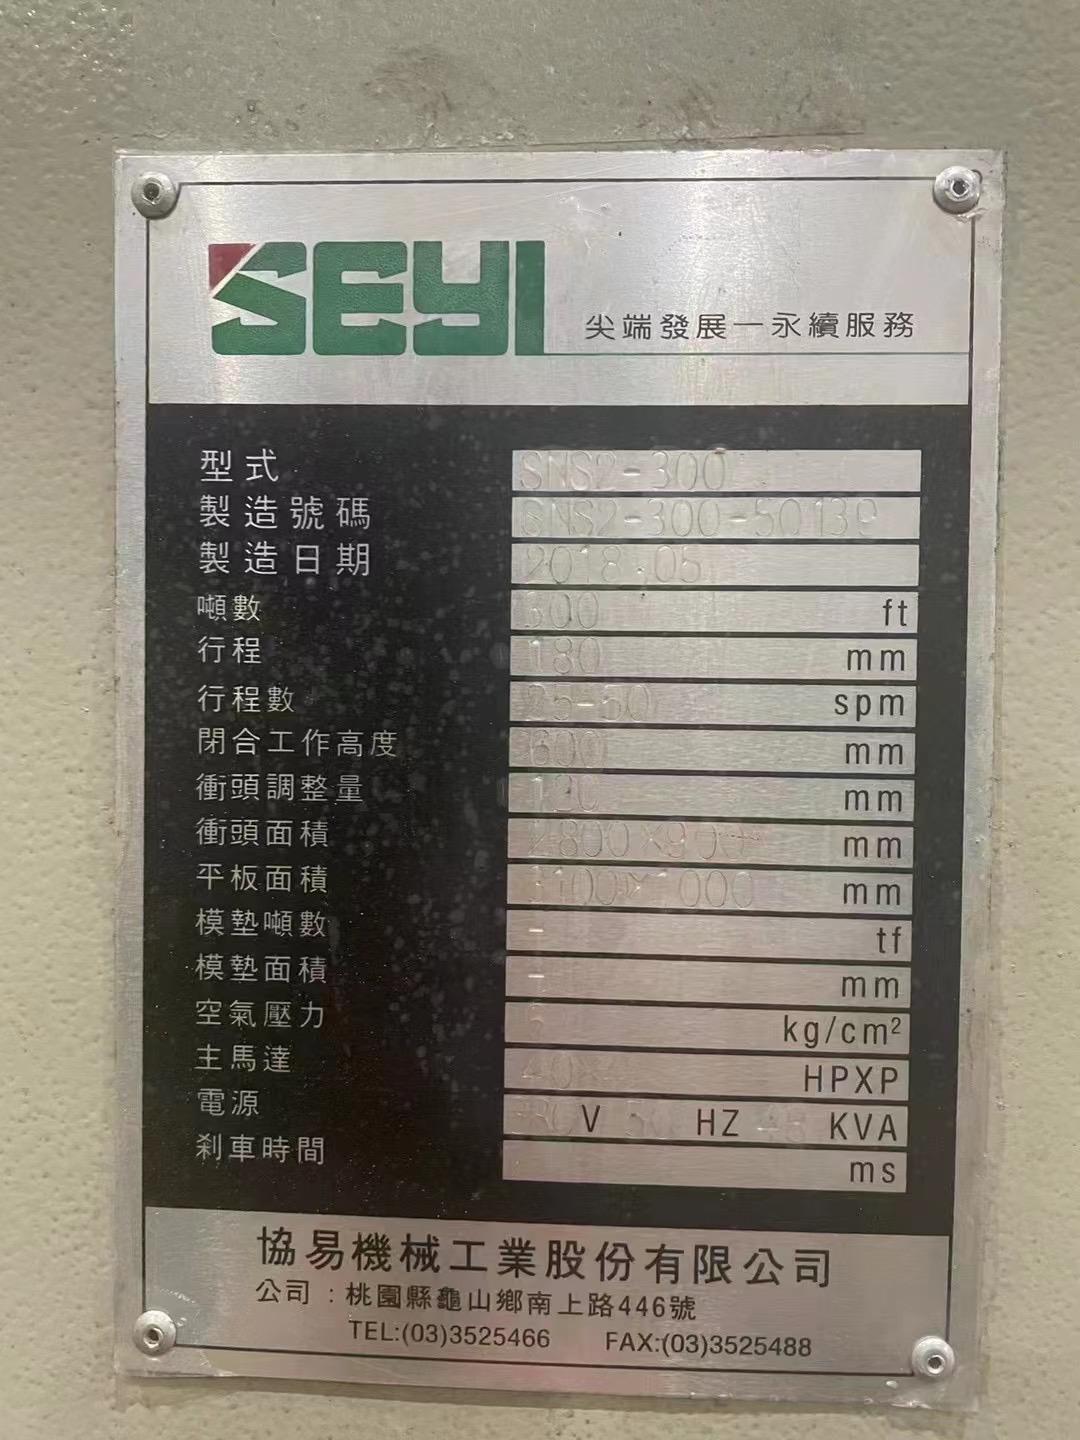 SEYI
尖端發展一永續服務
型式 SNS2-300
製造號碼 SNS2-300-50139
製造日期 2018.05
噸數 300 ft
行程 180 mm
行程數 spm
閉合工作高度 600 mm
衝頭調整量 mm
衝頭面積 mm
平板面積 mm
模墊噸數 - tf
模墊面積 - mm
空氣壓力 kg/cm²
主馬達 HPXP
電源 V HZ KVA
剎車時間 ms
協易機械工業股份有限公司
公司：桃園縣龜山鄉南上路446號
TEL:(03)3525466 FAX:(03)3525488